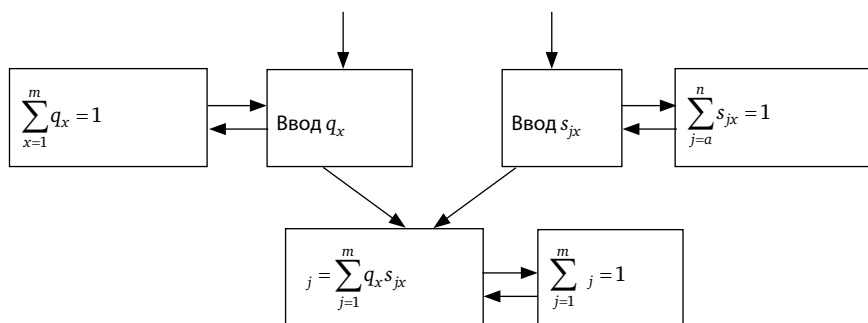 ∑_{x=1}^{m} q_x = 1
Ввод q_x
Ввод s_{jx}
∑_{j=a}^{n} s_{jx} = 1
_j = ∑_{j=1}^{m} q_x s_{jx}
∑_{j=1}^{m} _j = 1